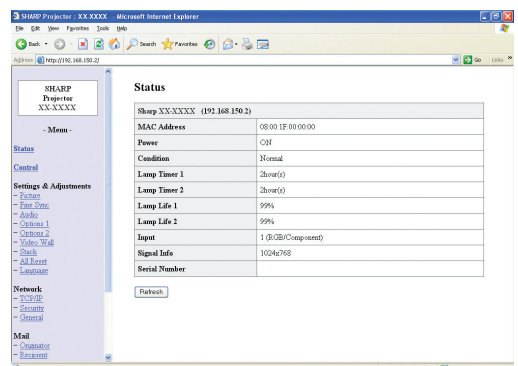 SHARP Projector : XX-XXXX - Microsoft Internet Explorer
File Edit View Favorites Tools Help
Back Search Favorites
Address http://192.168.150.2/ Go Links »
SHARP
Projector
XX-XXXX
- Menu -
Status
Control
Settings & Adjustments
– Picture
– Fine Sync
– Audio
– Options 1
– Options 2
– Video Wall
– Stack
– All Reset
– Language
Network
– TCP/IP
– Security
– General
Mail
– Originator
– Recipient
Status
Sharp XX-XXXX (192.168.150.2)
MAC Address 08:00:1F:00:00:00
Power ON
Condition Normal
Lamp Timer 1 2hour(s)
Lamp Timer 2 2hour(s)
Lamp Life 1 99%
Lamp Life 2 99%
Input 1 (RGB/Component)
Signal Info 1024x768
Serial Number
Refresh